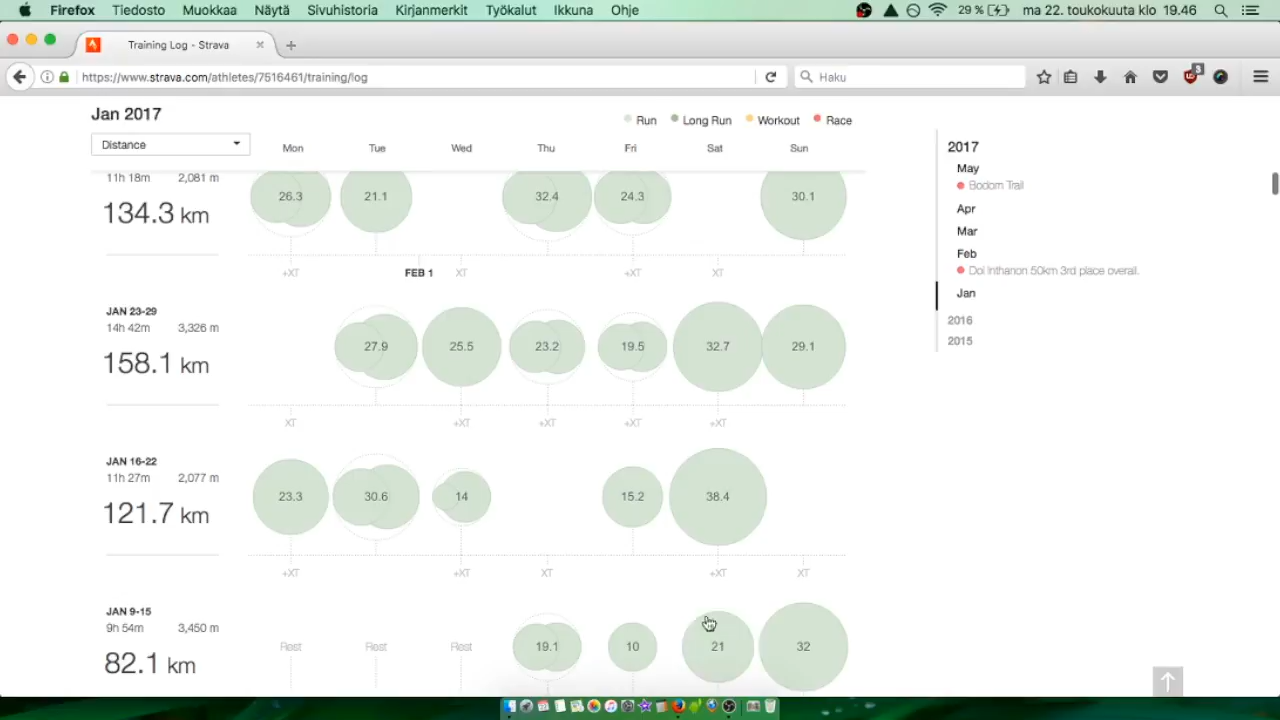 Firefox Tiedosto Muokkaa Näytä Sivuhistoria Kirjanmerkit Työkalut Ikkuna Ohje 29 % ma 22. toukokuuta klo 19.46
Training Log - Strava
https://www.strava.com/athletes/7516461/training/log Haku
Jan 2017
Run Long Run Workout Race
Distance
Mon Tue Wed Thu Fri Sat Sun
11h 18m 2,081 m
134.3 km
26.3 21.1 32.4 24.3 30.1
+XT FEB 1 XT +XT XT
JAN 23-29
14h 42m 3,326 m
158.1 km
27.9 25.5 23.2 19.5 32.7 29.1
XT +XT +XT +XT +XT
JAN 16-22
11h 27m 2,077 m
121.7 km
23.3 30.6 14 15.2 38.4
+XT +XT XT +XT XT
JAN 9-15
9h 54m 3,450 m
82.1 km
Rest Rest Rest 19.1 10 21 32
2017
May
Bodom Trail
Apr
Mar
Feb
Doi Inthanon 50km 3rd place overall.
Jan
2016
2015